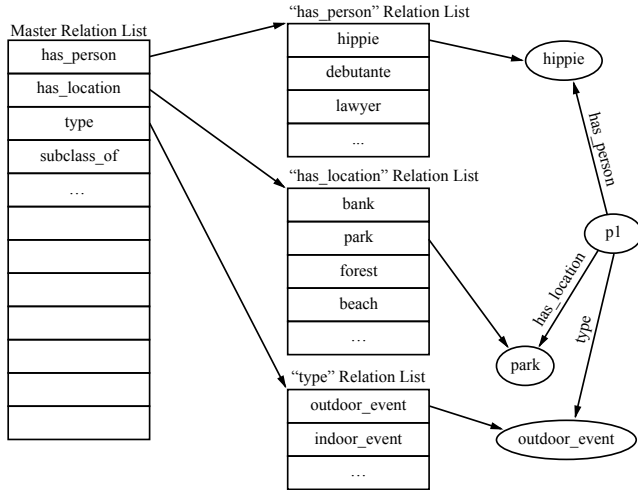 Master Relation List
has_person
has_location
type
subclass_of
…
“has_person” Relation List
hippie
debutante
lawyer
...
“has_location” Relation List
bank
park
forest
beach
…
“type” Relation List
outdoor_event
indoor_event
…
hippie
has_person
p1
has_location
type
park
outdoor_event